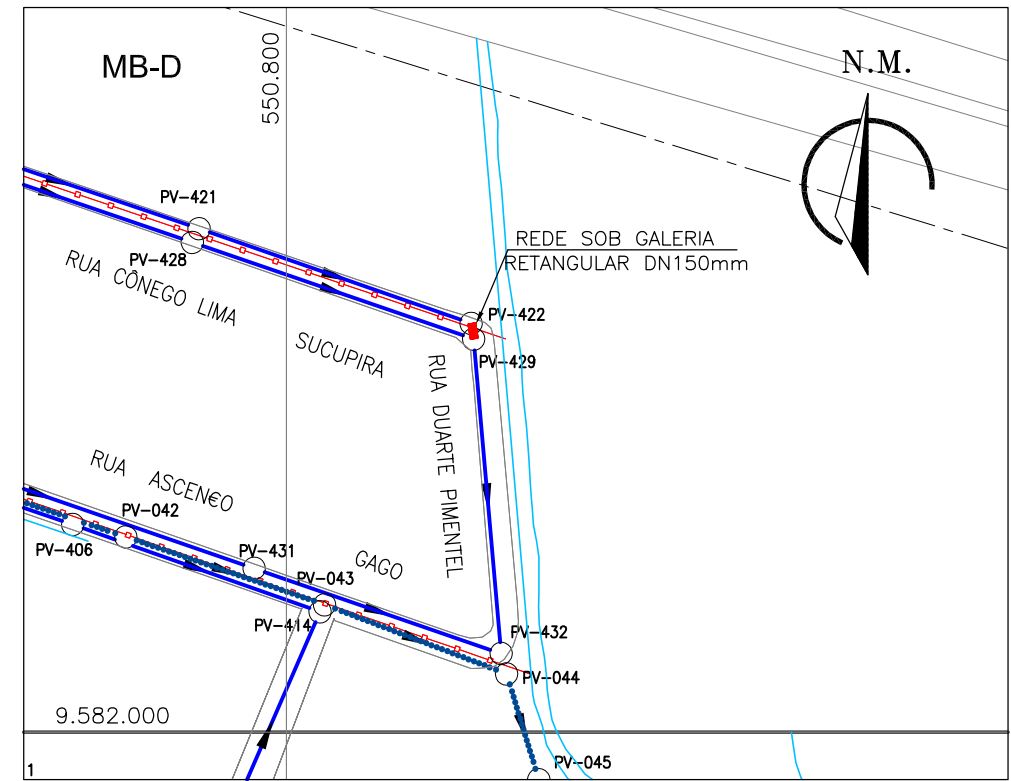 MB-D
550.800
N.M.
PV-421
REDE SOB GALERIA
RETANGULAR DN150mm
PV-428
RUA CÔNEGO LIMA
SUCUPIRA
PV-422
PV-429
RUA DUARTE PIMENTEL
RUA ASCEN€O
GAGO
PV-042
PV-406
PV-431
PV-043
PV-414
PV-432
PV-044
9.582.000
PV-045
1